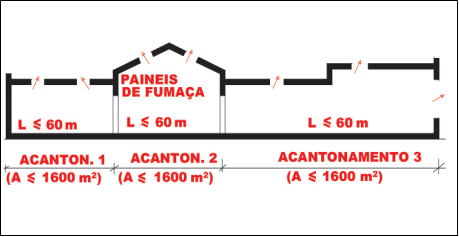 PAINEIS
DE FUMAÇA
L ⩽ 60 m
L ⩽ 60 m
L ⩽ 60 m
ACANTON. 1
ACANTON. 2
ACANTONAMENTO 3
(A ⩽ 1600 m²)
(A ⩽ 1600 m²)
(A ⩽ 1600 m²)